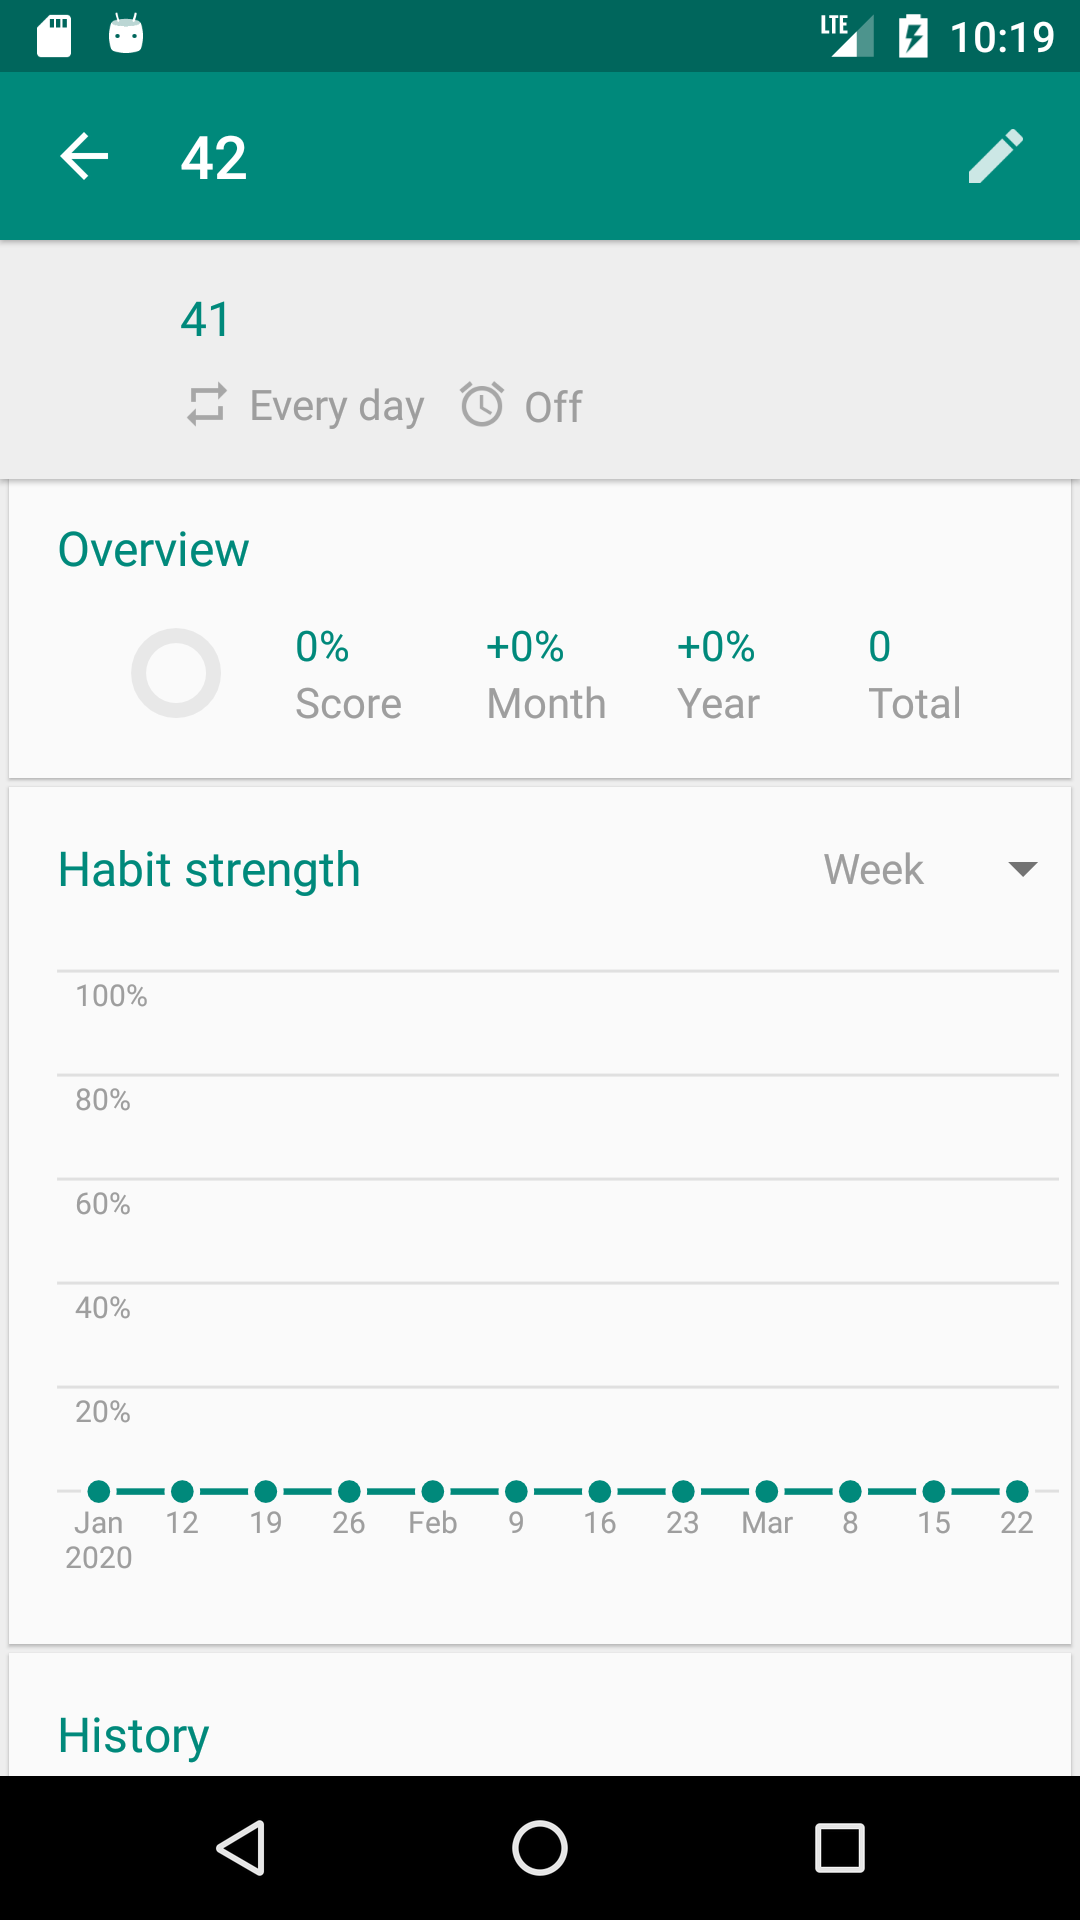 LTE 10:19
42
41
Every day Off
Overview
0% +0% +0% 0
Score Month Year Total
Habit strength Week
100%
80%
60%
40%
20%
Jan 12 19 26 Feb 9 16 23 Mar 8 15 22
2020
History